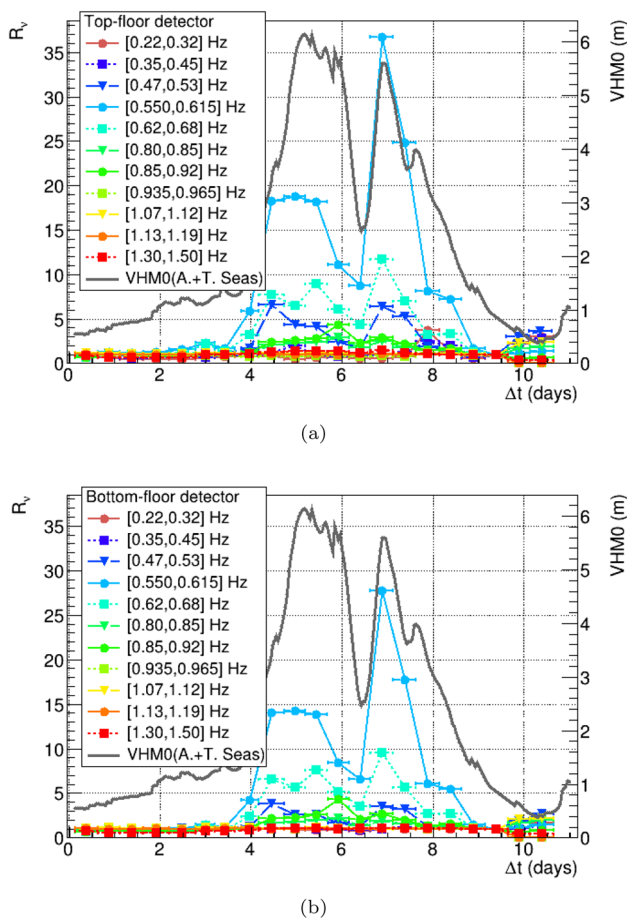 R_ν
VHM0 (m)
Top-floor detector
[0.22,0.32] Hz
[0.35,0.45] Hz
[0.47,0.53] Hz
[0.550,0.615] Hz
[0.62,0.68] Hz
[0.80,0.85] Hz
[0.85,0.92] Hz
[0.935,0.965] Hz
[1.07,1.12] Hz
[1.13,1.19] Hz
[1.30,1.50] Hz
VHM0(A.+T. Seas)
35
30
25
20
15
10
5
0
6
5
4
3
2
1
0
0 2 4 6 8 10
Δt (days)
(a)
R_ν
VHM0 (m)
Bottom-floor detector
[0.22,0.32] Hz
[0.35,0.45] Hz
[0.47,0.53] Hz
[0.550,0.615] Hz
[0.62,0.68] Hz
[0.80,0.85] Hz
[0.85,0.92] Hz
[0.935,0.965] Hz
[1.07,1.12] Hz
[1.13,1.19] Hz
[1.30,1.50] Hz
VHM0(A.+T. Seas)
35
30
25
20
15
10
5
0
6
5
4
3
2
1
0
0 2 4 6 8 10
Δt (days)
(b)